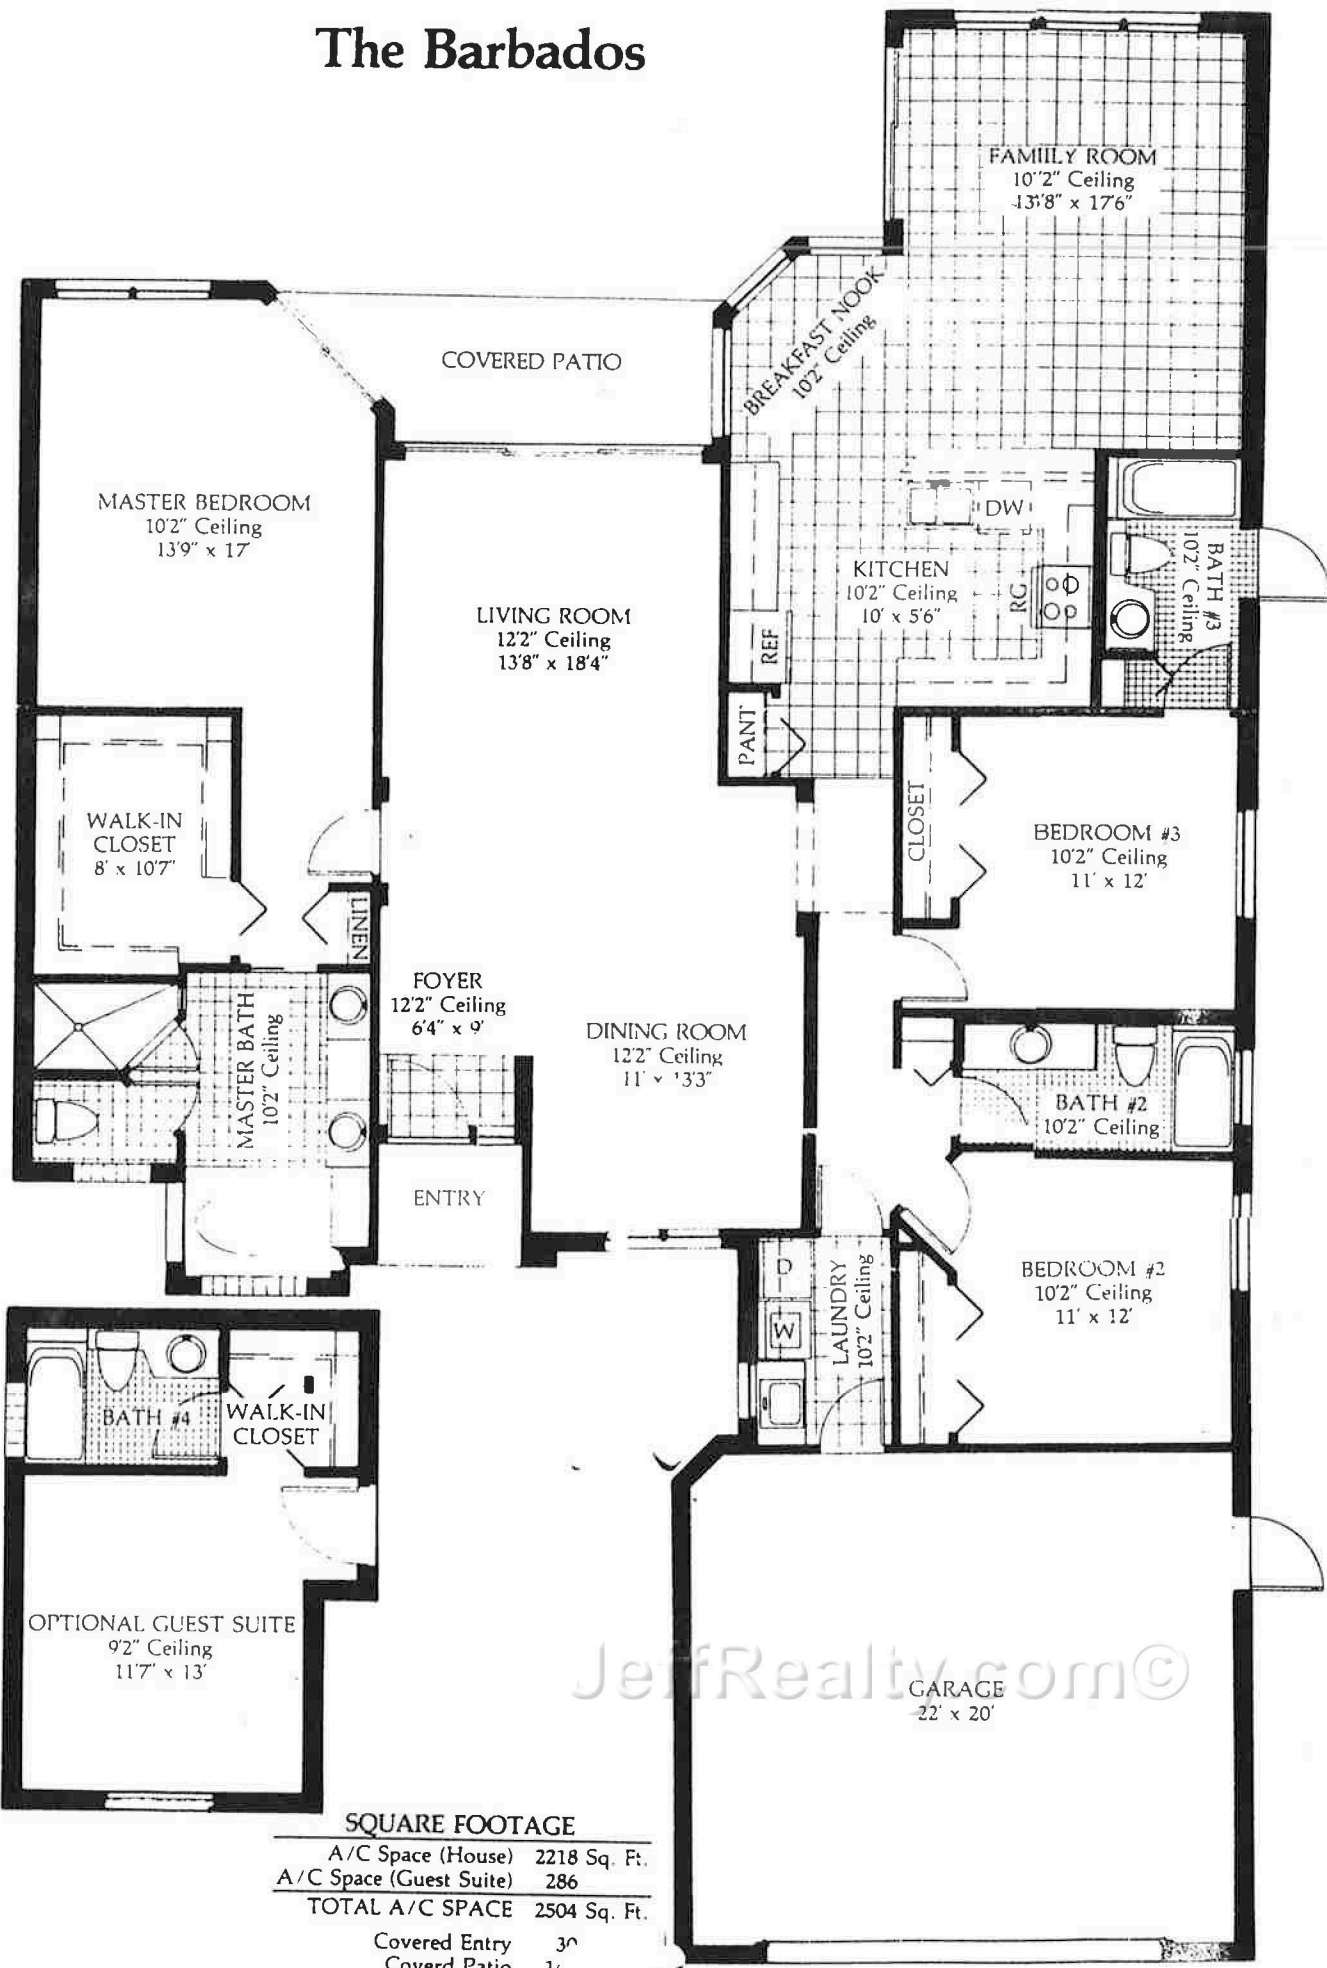 The Barbados
FAMIILY ROOM
10'2" Ceiling
13'8" x 17'6"
BREAKFAST NOOK
10'2" Ceiling
COVERED PATIO
MASTER BEDROOM
10'2" Ceiling
13'9" x 17'
LIVING ROOM
12'2" Ceiling
13'8" x 18'4"
DW
KITCHEN
10'2" Ceiling
10' x 5'6"
RG
REF
PANT
BATH #3
10'2" Ceiling
WALK-IN
CLOSET
8' x 10'7"
LINEN
CLOSET
BEDROOM #3
10'2" Ceiling
11' x 12'
FOYER
12'2" Ceiling
6'4" x 9'
MASTER BATH
10'2" Ceiling
DINING ROOM
12'2" Ceiling
11' x 13'3"
BATH #2
10'2" Ceiling
ENTRY
D
W
LAUNDRY
10'2" Ceiling
BEDROOM #2
10'2" Ceiling
11' x 12'
BATH #4
WALK-IN
CLOSET
OPTIONAL GUEST SUITE
9'2" Ceiling
11'7" x 13'
JeffRealty.com©
GARAGE
22' x 20'
SQUARE FOOTAGE
A/C Space (House) 2218 Sq. Ft.
A/C Space (Guest Suite) 286
TOTAL A/C SPACE 2504 Sq. Ft.
Covered Entry
Coverd Patio